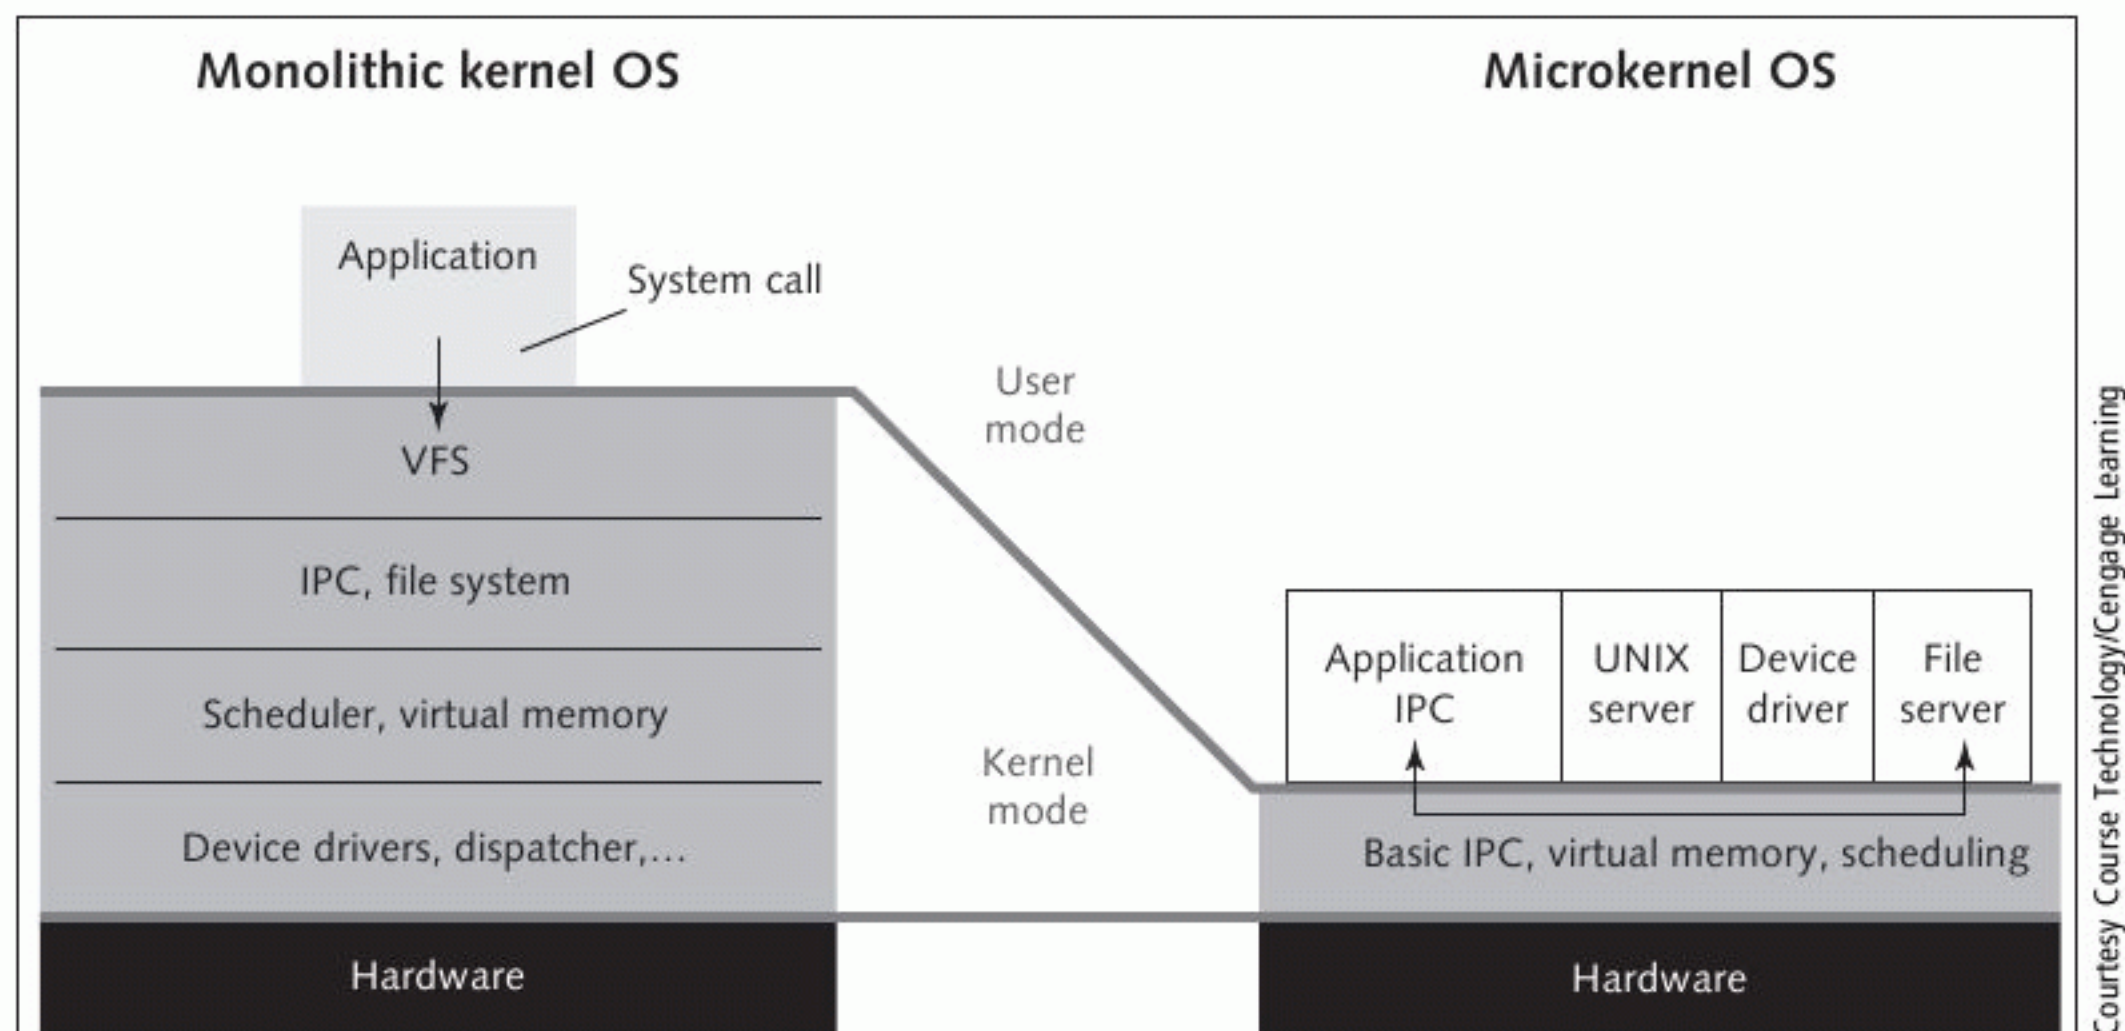 Monolithic kernel OS
Microkernel OS
Application
System call
User
mode
VFS
IPC, file system
Scheduler, virtual memory
Device drivers, dispatcher,...
Kernel
mode
Application
IPC
UNIX
server
Device
driver
File
server
Basic IPC, virtual memory, scheduling
Hardware
Hardware
Courtesy Course Technology/Cengage Learning